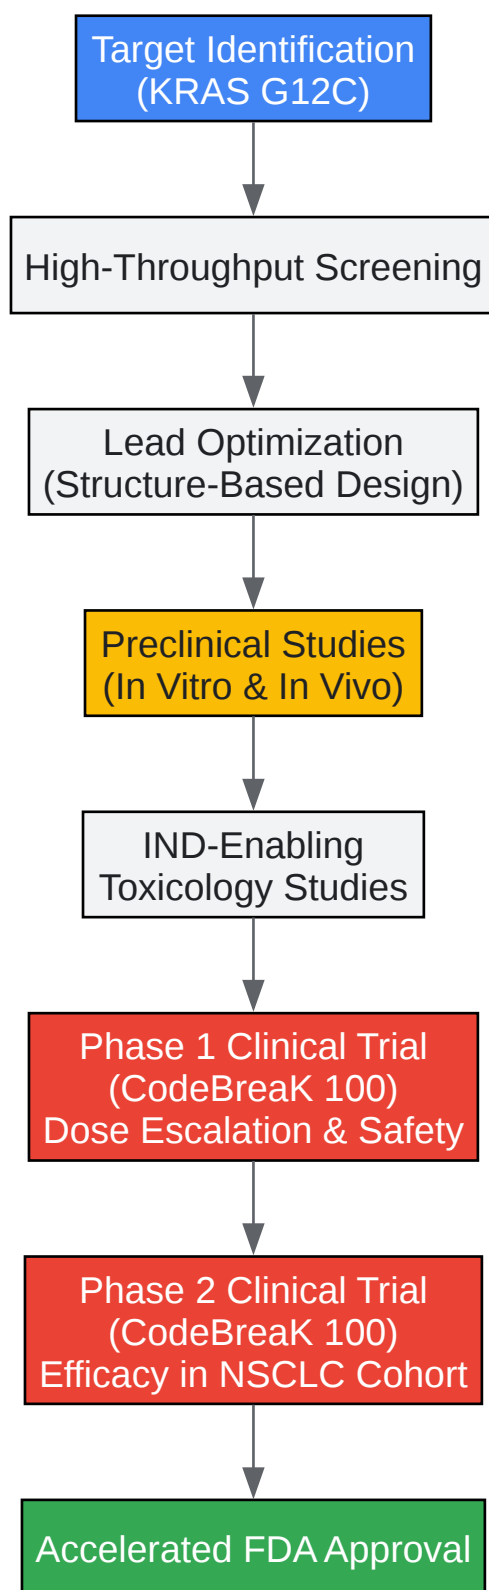 Target Identification
(KRAS G12C)
High-Throughput Screening
Lead Optimization
(Structure-Based Design)
Preclinical Studies
(In Vitro & In Vivo)
IND-Enabling
Toxicology Studies
Phase 1 Clinical Trial
(CodeBreaK 100)
Dose Escalation & Safety
Phase 2 Clinical Trial
(CodeBreaK 100)
Efficacy in NSCLC Cohort
Accelerated FDA Approval